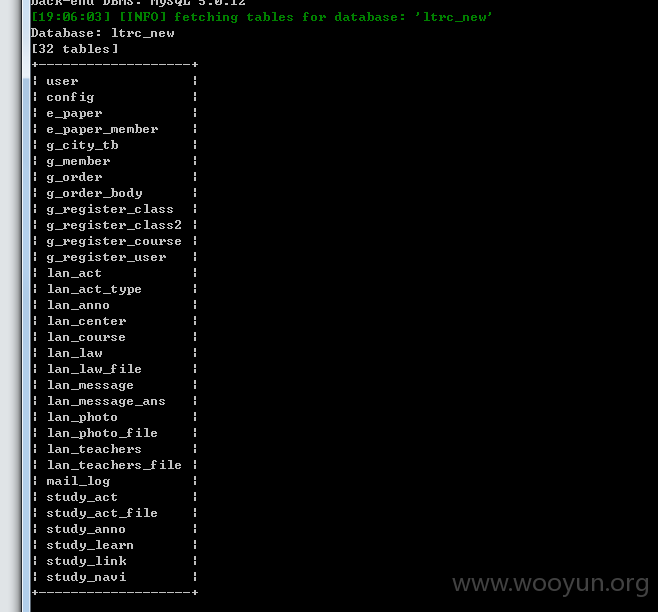 back-end DBMS: MySQL 5.0.12
[19:06:03] [INFO] fetching tables for database: 'ltrc_new'
Database: ltrc_new
[32 tables]
+-------------------+
| user              |
| config            |
| e_paper           |
| e_paper_member    |
| g_city_tb         |
| g_member          |
| g_order           |
| g_order_body      |
| g_register_class  |
| g_register_class2 |
| g_register_course |
| g_register_user   |
| lan_act           |
| lan_act_type      |
| lan_anno          |
| lan_center        |
| lan_course        |
| lan_law           |
| lan_law_file      |
| lan_message       |
| lan_message_ans   |
| lan_photo         |
| lan_photo_file    |
| lan_teachers      |
| lan_teachers_file |
| mail_log          |
| study_act         |
| study_act_file    |
| study_anno        |
| study_learn       |
| study_link        |
| study_navi        |
+-------------------+
www.wooyun.org